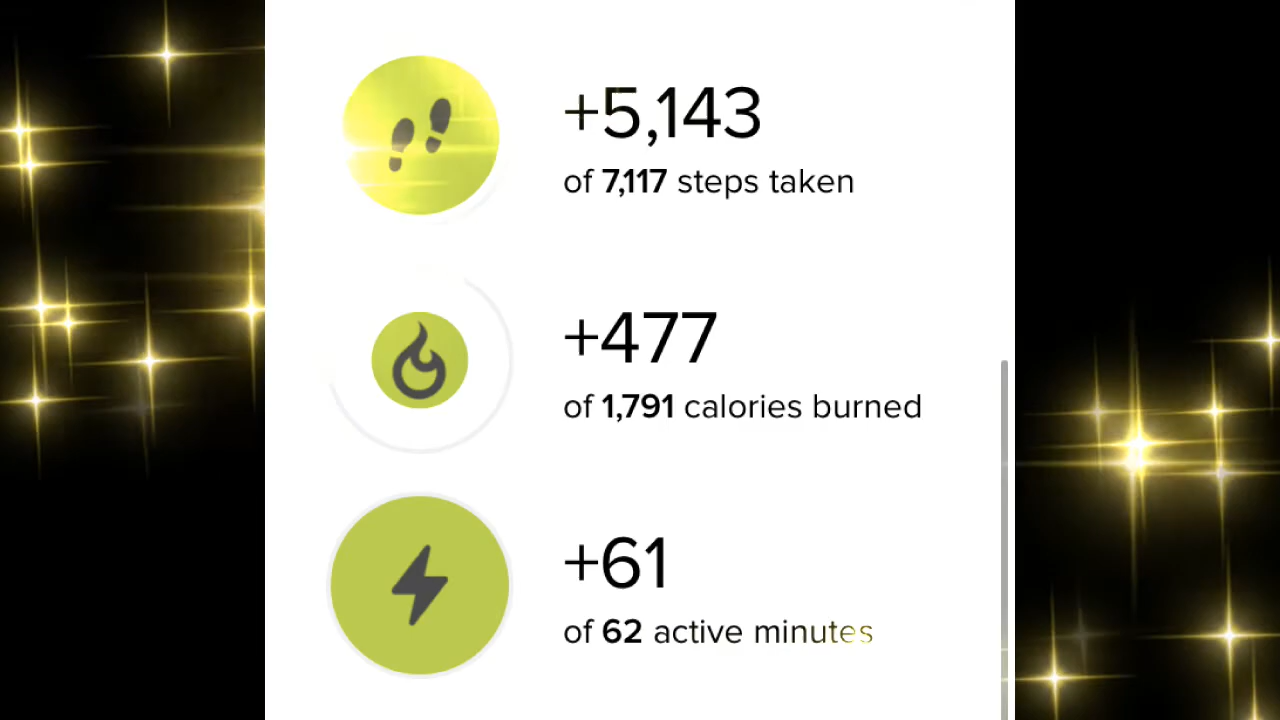 +5,143
of 7,117 steps taken
+477
of 1,791 calories burned
+61
of 62 active minutes